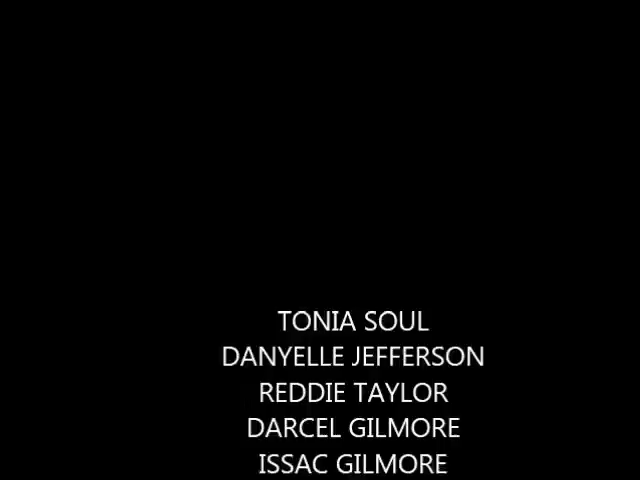 TONIA SOUL
DANYELLE JEFFERSON
REDDIE TAYLOR
DARCEL GILMORE
ISSAC GILMORE